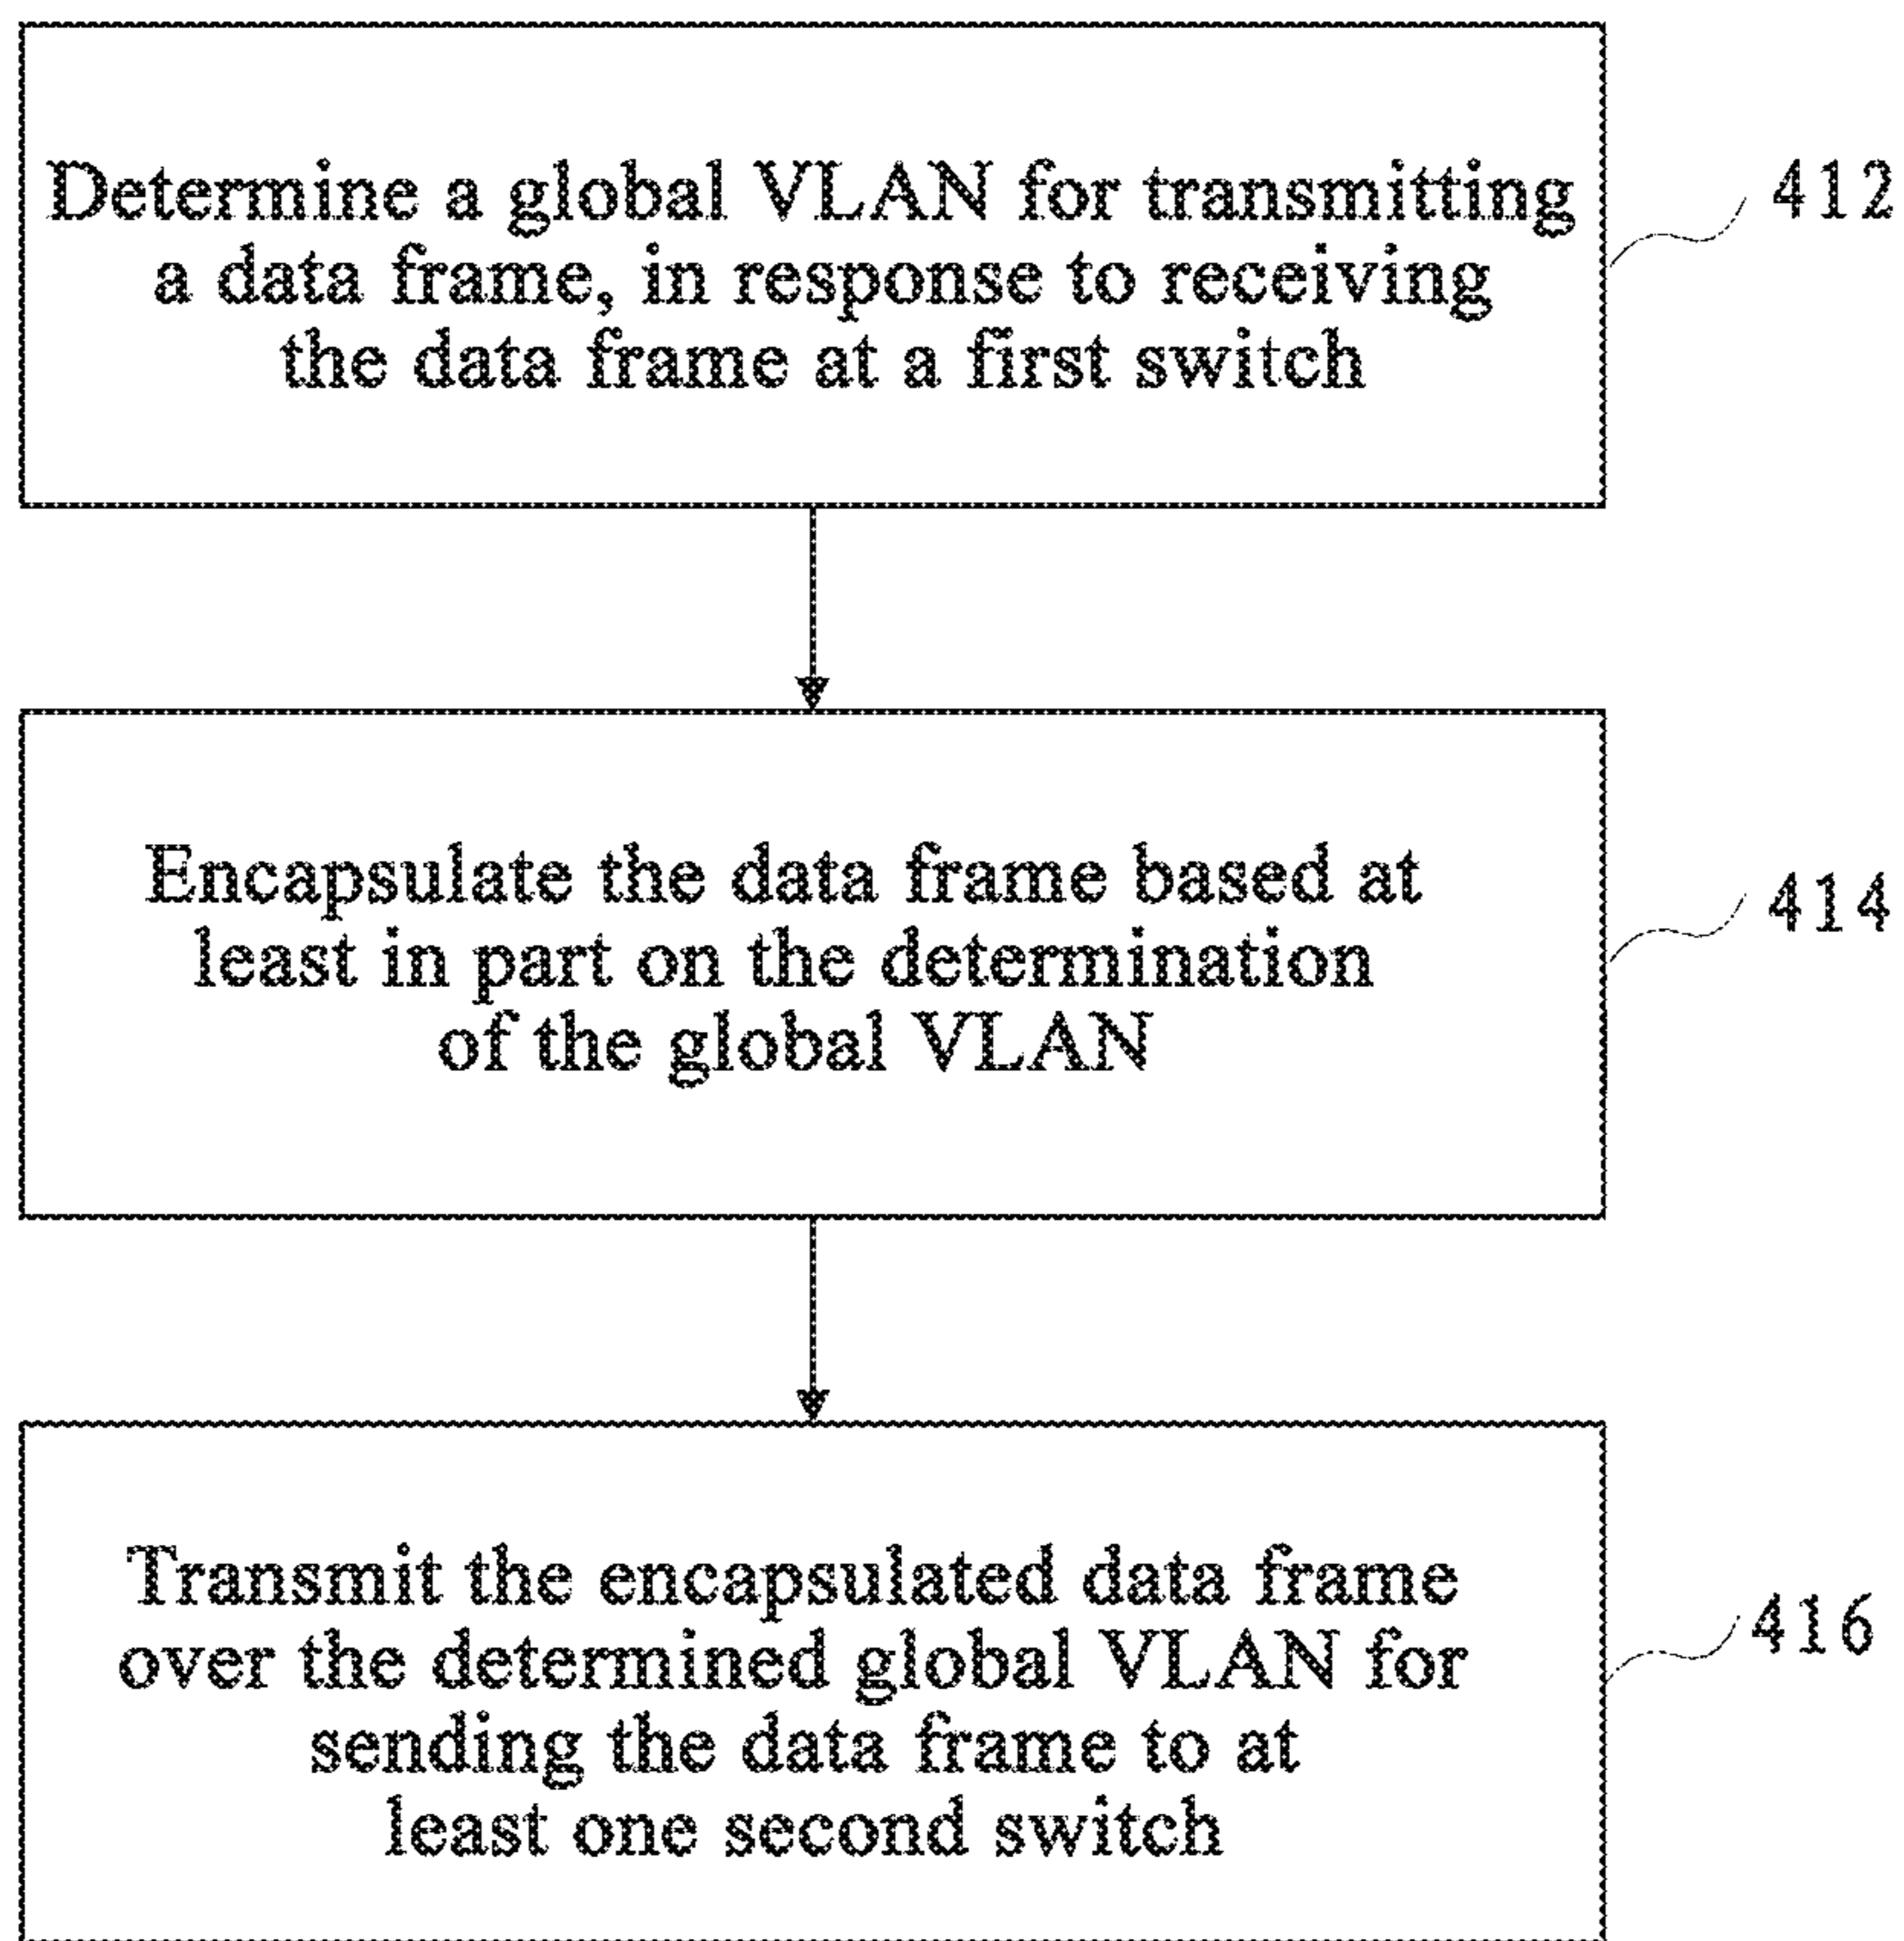 Determine a global VLAN for transmitting
a data frame, in response to receiving
the data frame at a first switch
412
Encapsulate the data frame based at
least in part on the determination
of the global VLAN
414
Transmit the encapsulated data frame
over the determined global VLAN for
sending the data frame to at
least one second switch
416